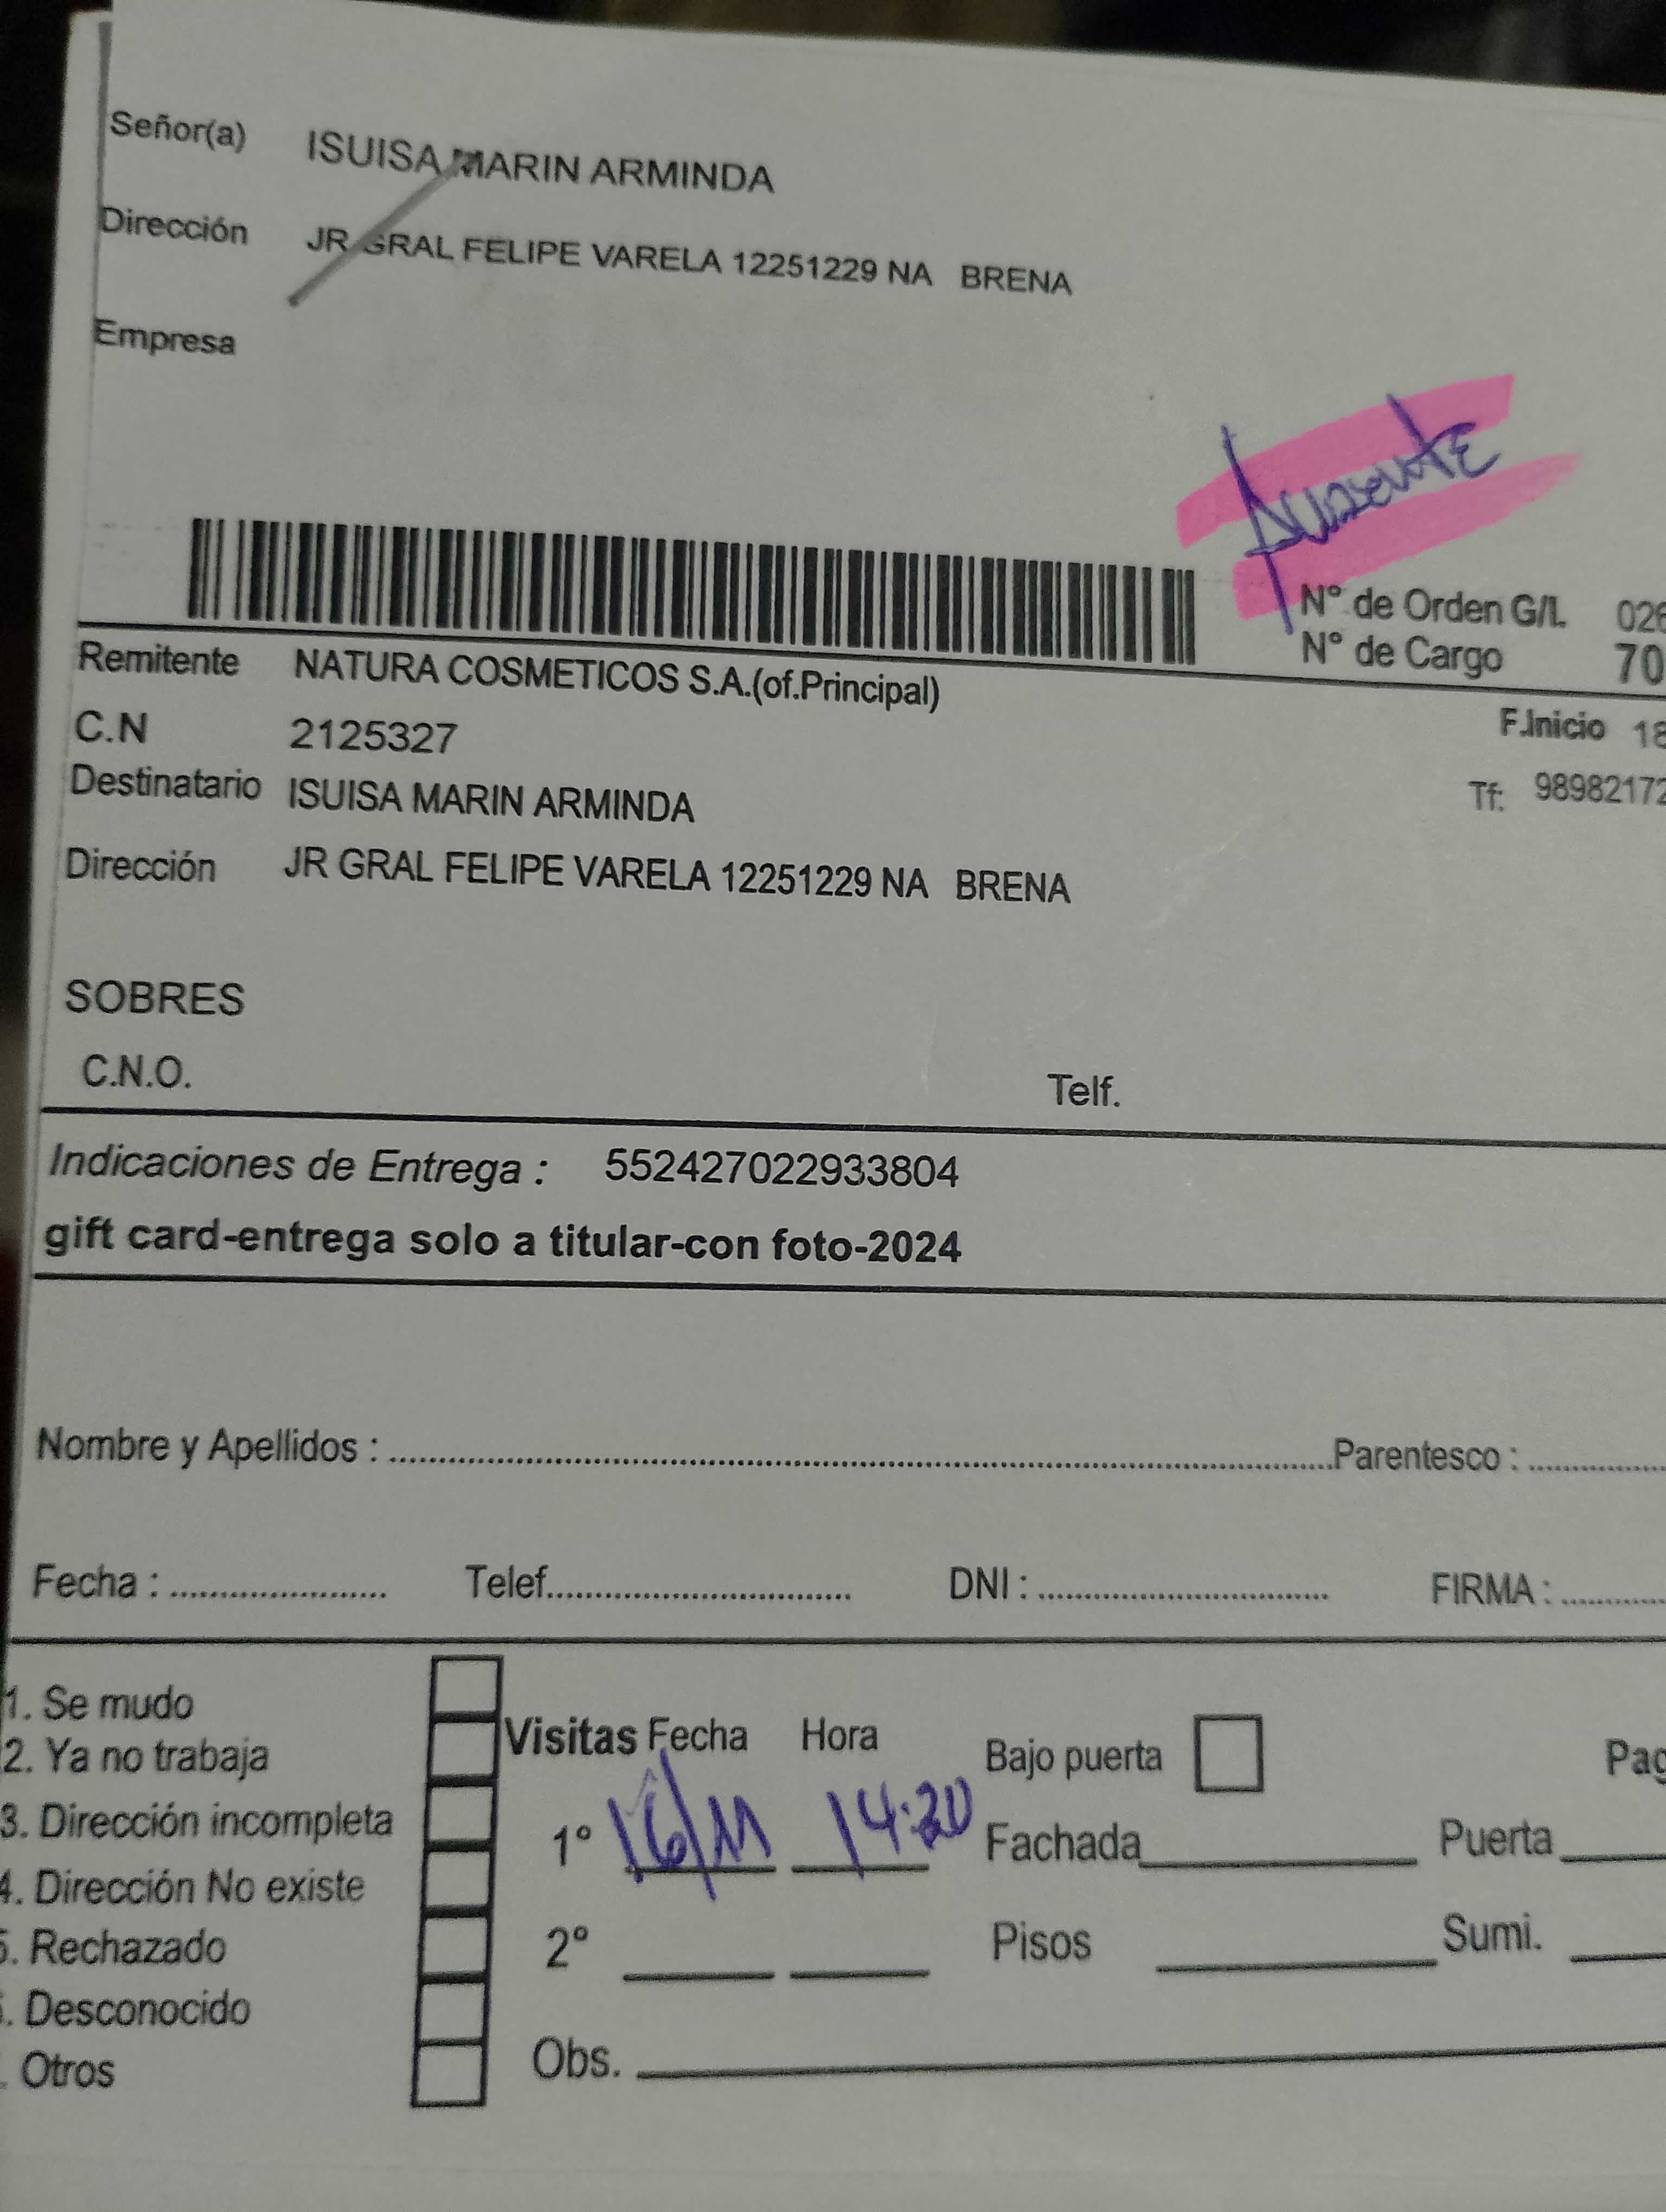 Señor(a) ISUISA MARIN ARMINDA
Dirección JR GRAL FELIPE VARELA 12251229 NA BRENA
Empresa
Ausente
N° de Orden G/L 026
N° de Cargo 70
Remitente NATURA COSMETICOS S.A.(of.Principal)
C.N 2125327
F.Inicio 18
Destinatario ISUISA MARIN ARMINDA
Tf: 98982172
Dirección JR GRAL FELIPE VARELA 12251229 NA BRENA
SOBRES
C.N.O. Telf.
Indicaciones de Entrega : 552427022933804
gift card-entrega solo a titular-con foto-2024
Nombre y Apellidos : Parentesco :
Fecha : Telef. DNI : FIRMA :
1. Se mudo
2. Ya no trabaja
3. Dirección incompleta
4. Dirección No existe
5. Rechazado
. Desconocido
. Otros
Visitas Fecha Hora
1° 16/11 14:20
2°
Obs.
Bajo puerta Pag
Fachada Puerta
Pisos Sumi.